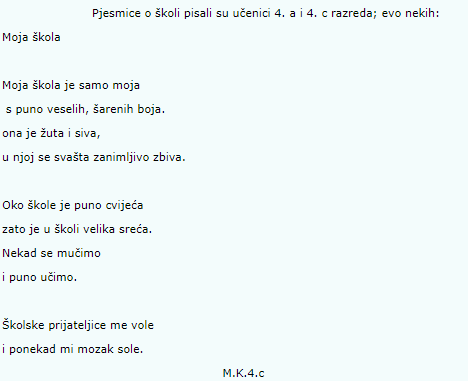 Pjesmice o školi pisali su učenici 4. a i 4. c razreda; evo nekih:
Moja škola
Moja škola je samo moja
s puno veselih, šarenih boja.
ona je žuta i siva,
u njoj se svašta zanimljivo zbiva.
Oko škole je puno cvijeća
zato je u školi velika sreća.
Nekad se mučimo
i puno učimo.
Školske prijateljice me vole
i ponekad mi mozak sole.
M.K.4.c